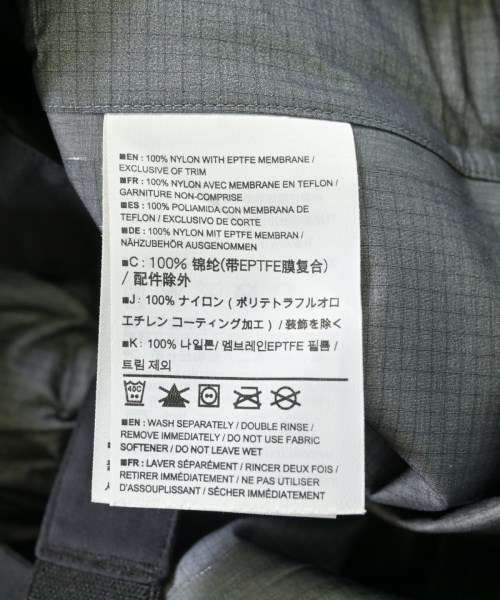 ■EN : 100% NYLON WITH EPTFE MEMBRANE /
EXCLUSIVE OF TRIM
■FR : 100% NYLON AVEC MEMBRANE EN TEFLON /
GARNITURE NON-COMPRISE
■ES : 100% POLIAMIDA CON MEMBRANA DE
TEFLON / EXCLUSIVO DE CORTE
■DE : 100% NYLON MIT EPTFE MEMBRAN /
NÄHZUBEHÖR AUSGENOMMEN
■C: 100% 锦纶(带EPTFE膜复合)
/ 配件除外
■J: 100% ナイロン ( ポリテトラフルオロ
エチレン コーティング加工 ) / 装飾を除く
■K: 100% 나일론/ 멤브레인EPTFE 필름 /
트림 제외
40C
■EN : WASH SEPARATELY / DOUBLE RINSE /
REMOVE IMMEDIATELY / DO NOT USE FABRIC
SOFTENER / DO NOT LEAVE WET
■FR : LAVER SÉPARÉMENT / RINCER DEUX FOIS /
RETIRER IMMÉDIATEMENT / NE PAS UTILISER
D'ASSOUPLISSANT / SÉCHER IMMÉDIATEMENT